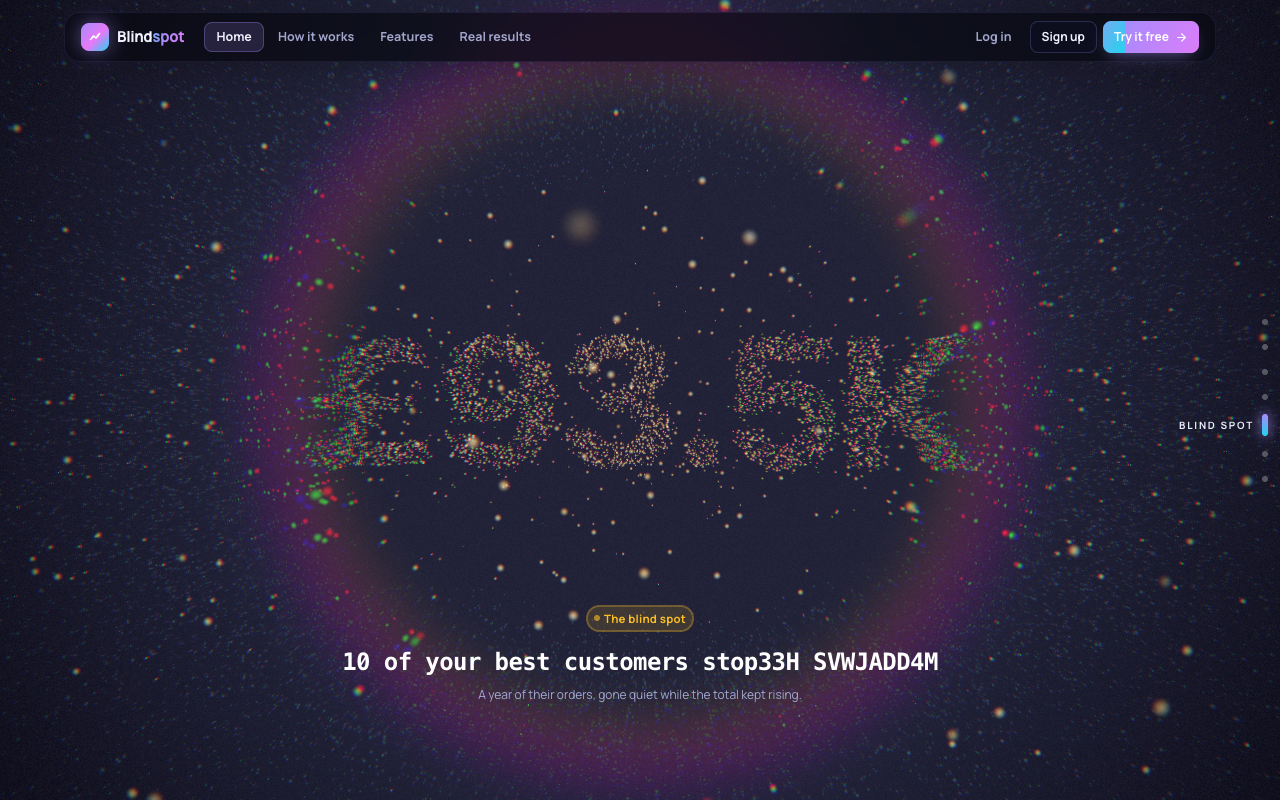 Blindspot
Home
How it works
Features
Real results
Log in
Sign up
Try it free
£93.5K
BLIND SPOT
The blind spot
10 of your best customers stop33H SVWJADD4M
A year of their orders, gone quiet while the total kept rising.